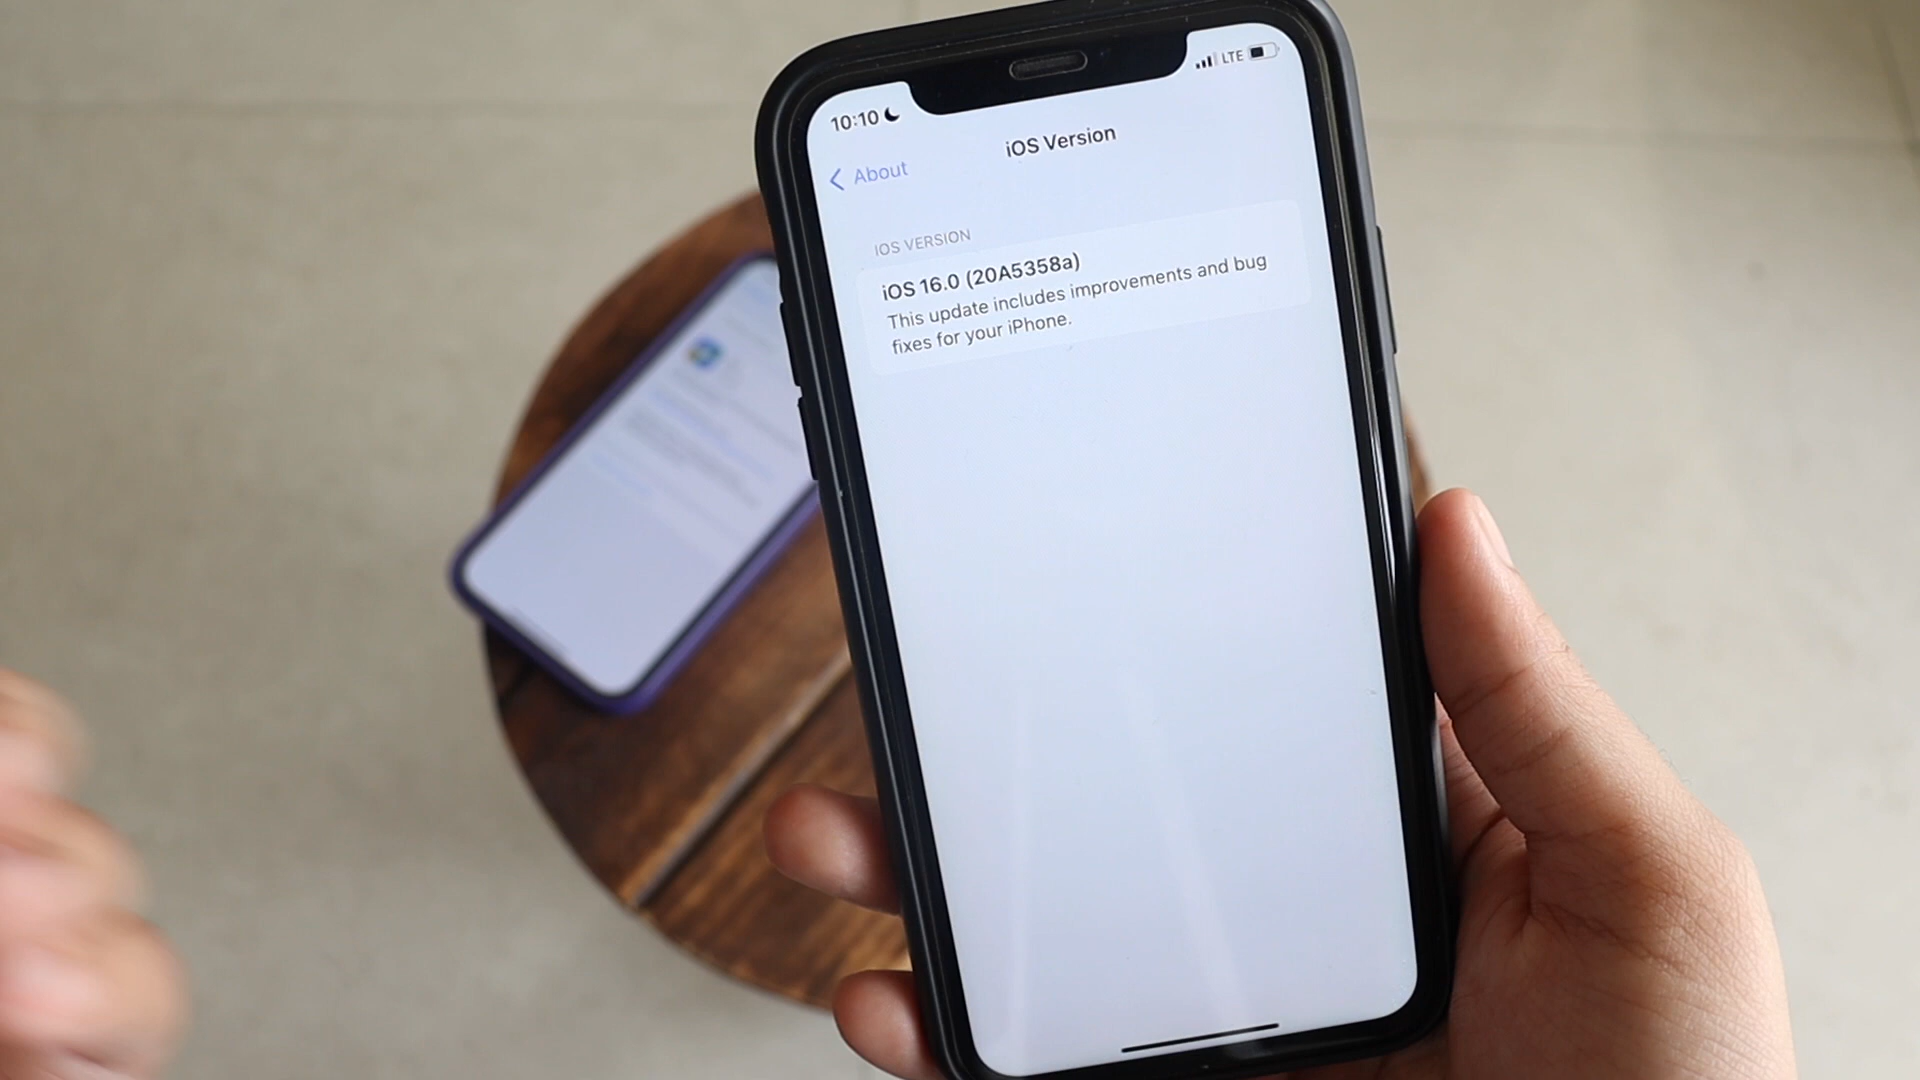 10:10
LTE
iOS Version
About
IOS VERSION
iOS 16.0 (20A5358a)
This update includes improvements and bug
fixes for your iPhone.